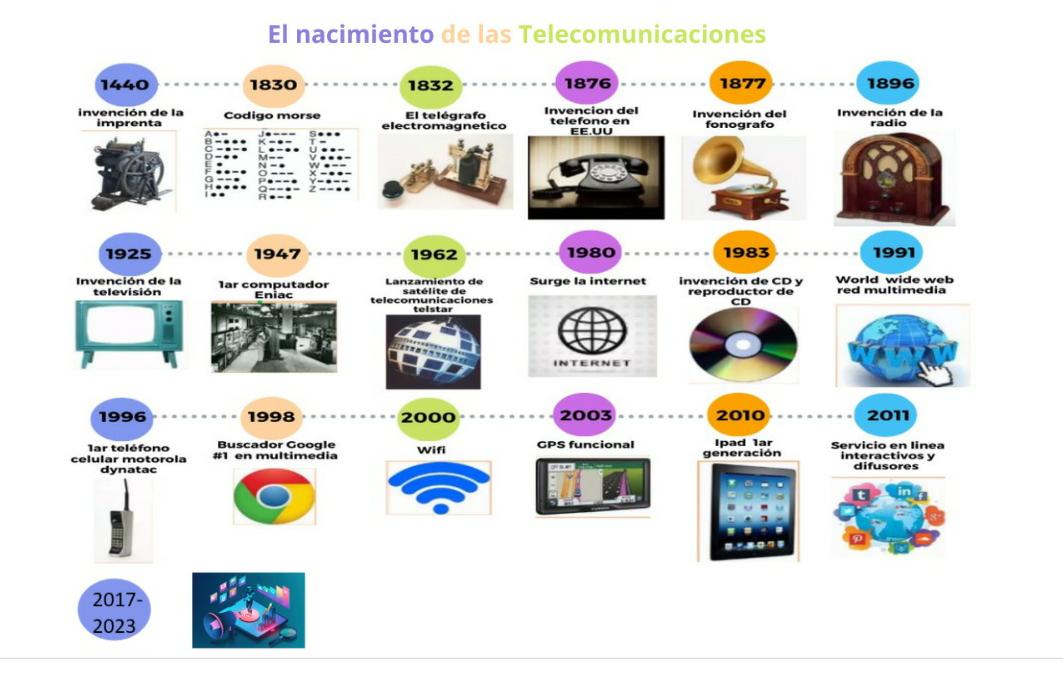 El nacimiento de las Telecomunicaciones
1440
invención de la
imprenta
1830
Codigo morse
A
B
C
D
E
F
G
H
I
J
K
L
M
N
O
P
Q
R
S
T
U
V
W
X
Y
Z
1832
El telégrafo
electromagnetico
1876
Invencion del
telefono en
EE.UU
1877
Invención del
fonografo
1896
Invención de la
radio
1925
Invención de la
televisión
1947
1ar computador
Eniac
1962
Lanzamiento de
satélite de
telecomunicaciones
telstar
1980
Surge la internet
INTERNET
1983
invención de CD y
reproductor de
CD
1991
World wide web
red multimedia
WWW
1996
1ar teléfono
celular motorola
dynatac
1998
Buscador Google
#1 en multimedia
2000
Wifi
2003
GPS funcional
2010
Ipad 1ar
generación
2011
Servicio en linea
interactivos y
difusores
t
in
f
g+
2017-
2023